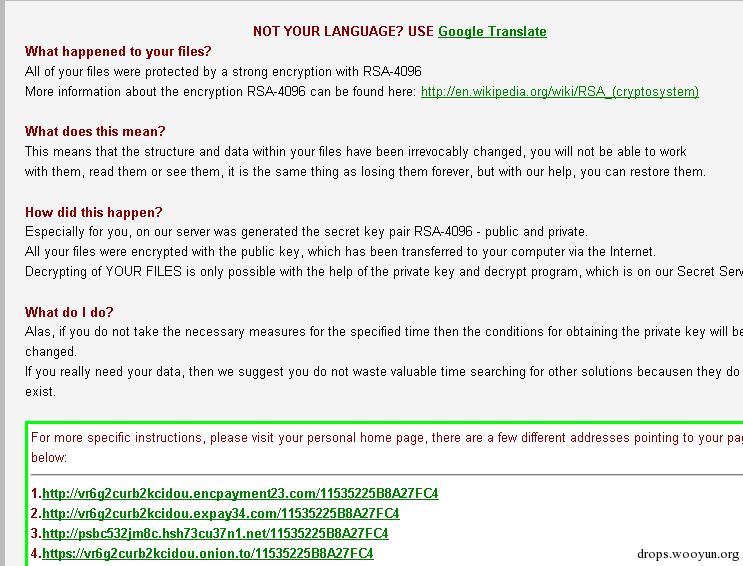 NOT YOUR LANGUAGE? USE Google Translate
What happened to your files?
All of your files were protected by a strong encryption with RSA-4096
More information about the encryption RSA-4096 can be found here: http://en.wikipedia.org/wiki/RSA_(cryptosystem)
What does this mean?
This means that the structure and data within your files have been irrevocably changed, you will not be able to work
with them, read them or see them, it is the same thing as losing them forever, but with our help, you can restore them.
How did this happen?
Especially for you, on our server was generated the secret key pair RSA-4096 - public and private.
All your files were encrypted with the public key, which has been transferred to your computer via the Internet.
Decrypting of YOUR FILES is only possible with the help of the private key and decrypt program, which is on our Secret Serv
What do I do?
Alas, if you do not take the necessary measures for the specified time then the conditions for obtaining the private key will be
changed.
If you really need your data, then we suggest you do not waste valuable time searching for other solutions becausen they do
exist.
For more specific instructions, please visit your personal home page, there are a few different addresses pointing to your pag
below:
1.http://vr6g2curb2kcidou.encpayment23.com/11535225B8A27FC4
2.http://vr6g2curb2kcidou.expay34.com/11535225B8A27FC4
3.http://psbc532jm8c.hsh73cu37n1.net/11535225B8A27FC4
4.https://vr6g2curb2kcidou.onion.to/11535225B8A27FC4
drops.wooyun.org